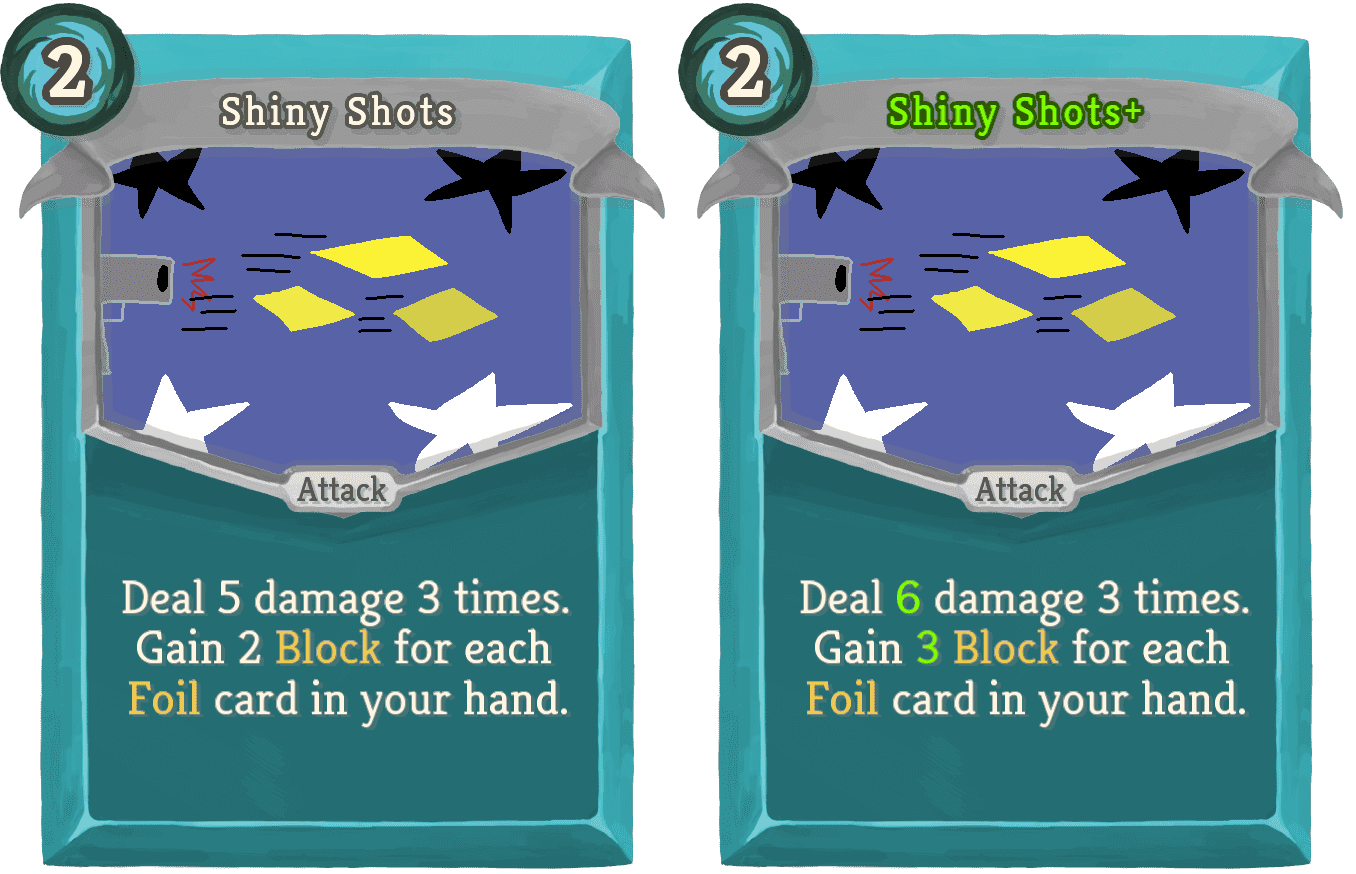 2
Shiny Shots
Attack
Deal 5 damage 3 times.
Gain 2 Block for each
Foil card in your hand.
2
Shiny Shots+
Attack
Deal 6 damage 3 times.
Gain 3 Block for each
Foil card in your hand.